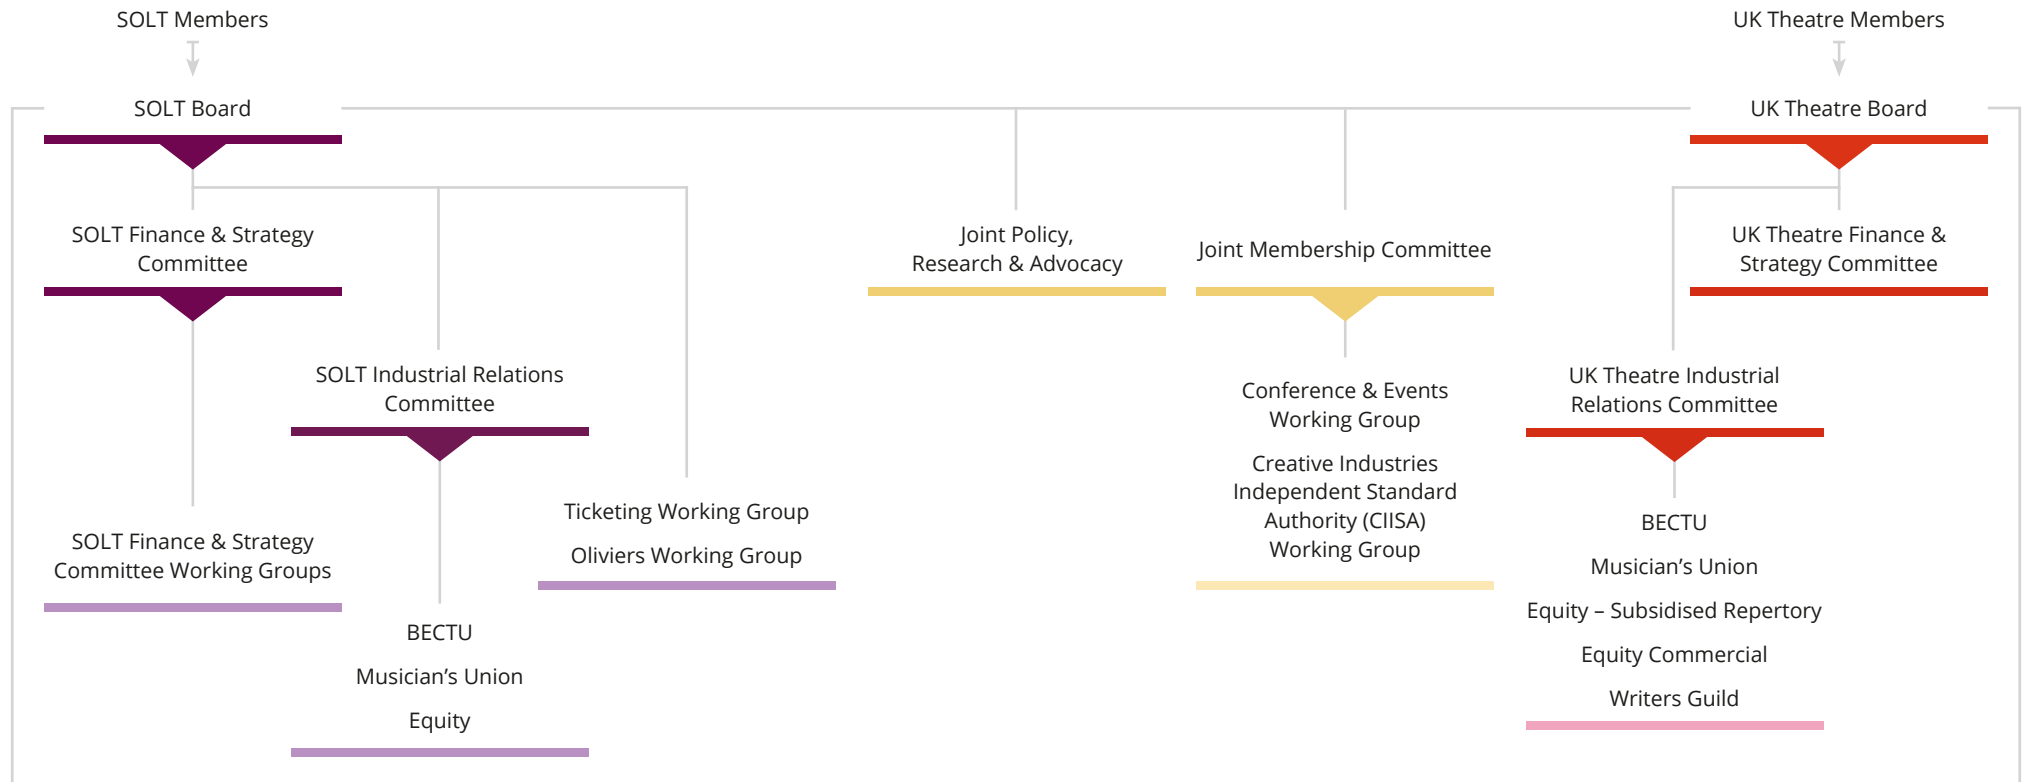 SOLT Members
UK Theatre Members
SOLT Board
UK Theatre Board
SOLT Finance & Strategy
Committee
Joint Policy,
Research & Advocacy
Joint Membership Committee
UK Theatre Finance &
Strategy Committee
SOLT Industrial Relations
Committee
Conference & Events
Working Group
Creative Industries
Independent Standard
Authority (CIISA)
Working Group
UK Theatre Industrial
Relations Committee
Ticketing Working Group
Oliviers Working Group
SOLT Finance & Strategy
Committee Working Groups
BECTU
Musician’s Union
Equity
BECTU
Musician’s Union
Equity – Subsidised Repertory
Equity Commercial
Writers Guild